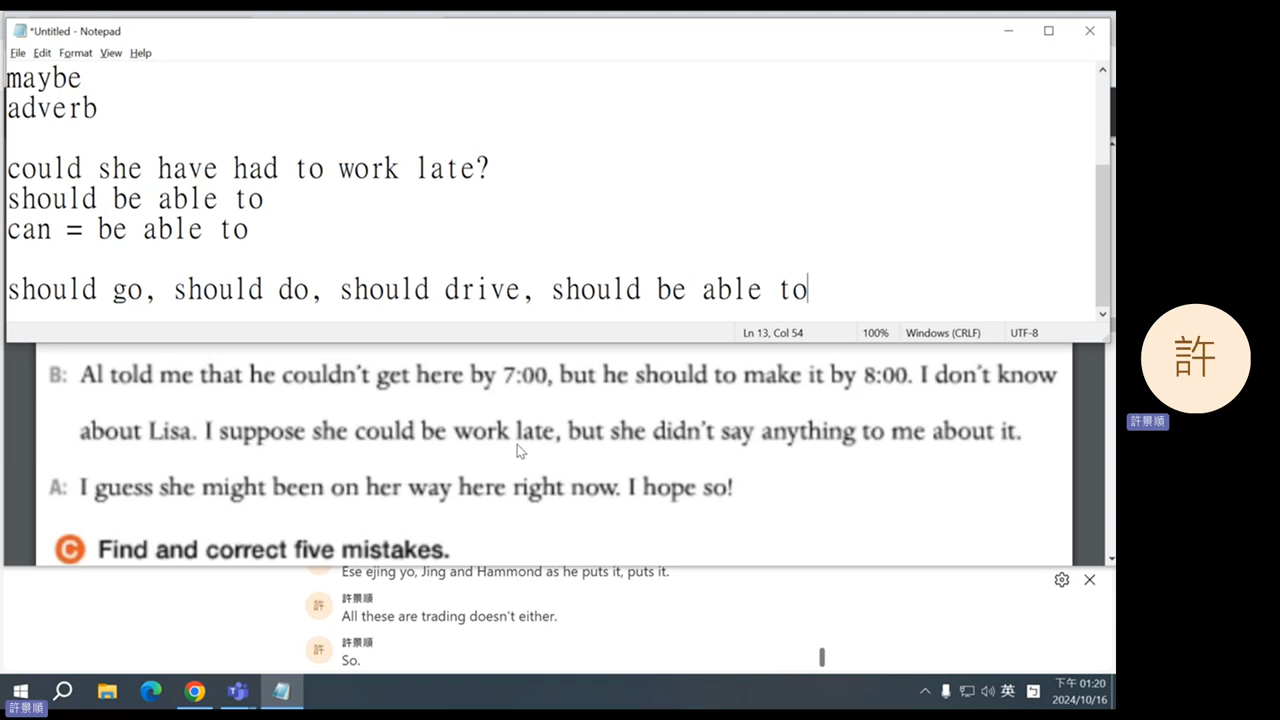 *Untitled - Notepad
File Edit Format View Help
maybe
adverb
could she have had to work late?
should be able to
can = be able to
should go, should do, should drive, should be able to
Ln 13, Col 54 100% Windows (CRLF) UTF-8
B: Al told me that he couldn't get here by 7:00, but he should to make it by 8:00. I don't know
about Lisa. I suppose she could be work late, but she didn't say anything to me about it.
A: I guess she might been on her way here right now. I hope so!
C Find and correct five mistakes.
Ese ejing yo, Jing and Hammond as he puts it, puts it.
許 許景順
All these are trading doesn't either.
許 許景順
So.
許
許景順
英
下午 01:20
2024/10/16
許景順